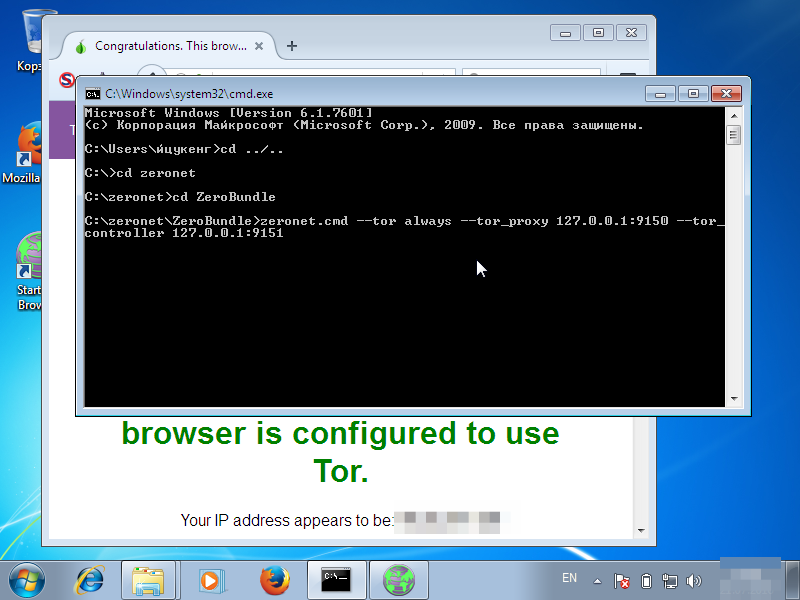 Корз
Congratulations. This brow...
C:\Windows\system32\cmd.exe
Microsoft Windows [Version 6.1.7601]
(c) Корпорация Майкрософт (Microsoft Corp.), 2009. Все права защищены.
C:\Users\йцукенг>cd ../..
C:\>cd zeronet
C:\zeronet>cd ZeroBundle
C:\zeronet\ZeroBundle>zeronet.cmd --tor always --tor_proxy 127.0.0.1:9150 --tor_
controller 127.0.0.1:9151
Mozilla
Start
Brow
browser is configured to use
Tor.
Your IP address appears to be:
EN